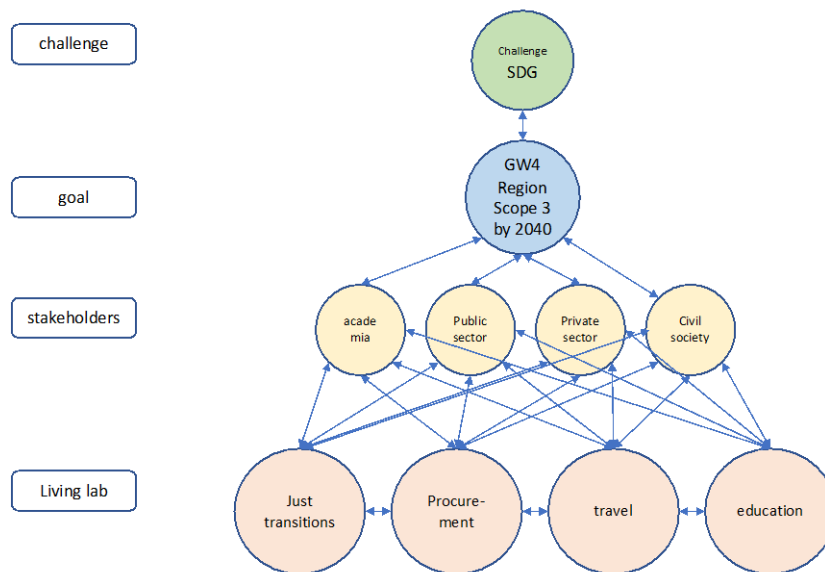 challenge
Challenge
SDG
goal
GW4
Region
Scope 3
by 2040
stakeholders
acade
mia
Public
sector
Private
sector
Civil
society
Living lab
Just
transitions
Procure-
ment
travel
education